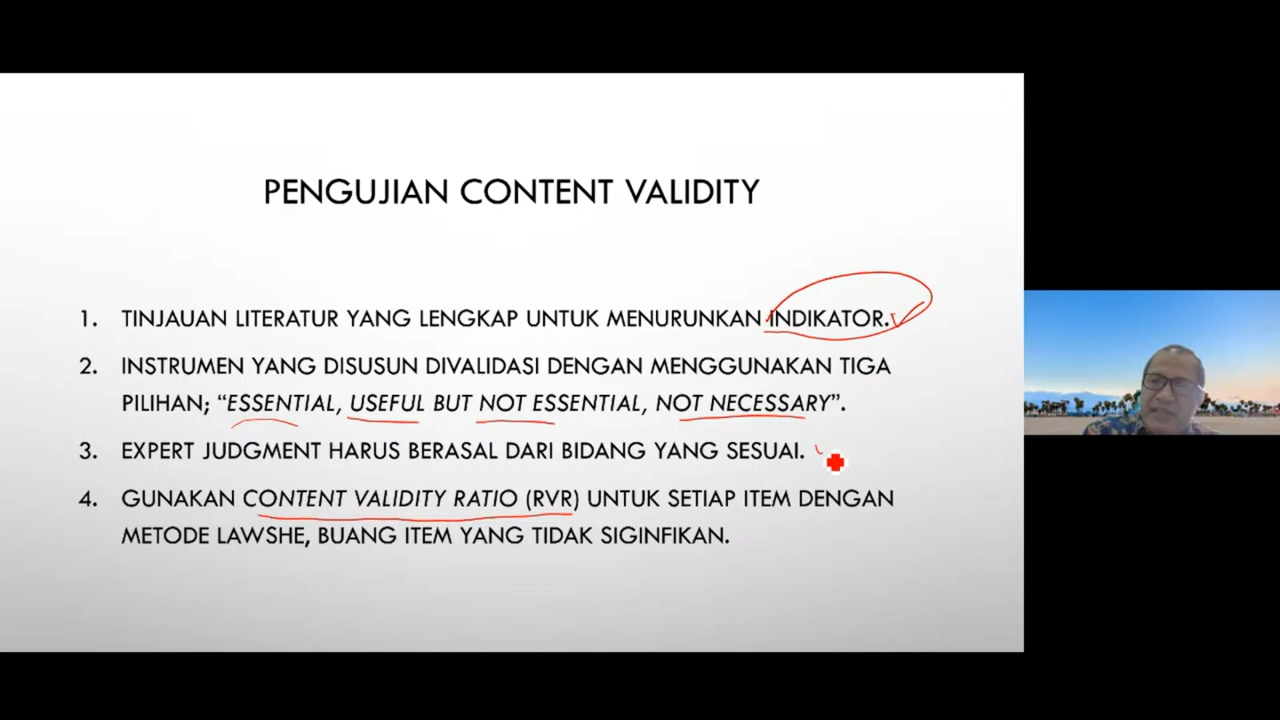 PENGUJIAN CONTENT VALIDITY
1. TINJAUAN LITERATUR YANG LENGKAP UNTUK MENURUNKAN INDIKATOR.
2. INSTRUMEN YANG DISUSUN DIVALIDASI DENGAN MENGGUNAKAN TIGA
PILIHAN; “ESSENTIAL, USEFUL BUT NOT ESSENTIAL, NOT NECESSARY”.
3. EXPERT JUDGMENT HARUS BERASAL DARI BIDANG YANG SESUAI.
4. GUNAKAN CONTENT VALIDITY RATIO (RVR) UNTUK SETIAP ITEM DENGAN
METODE LAWSHE, BUANG ITEM YANG TIDAK SIGINFIKAN.